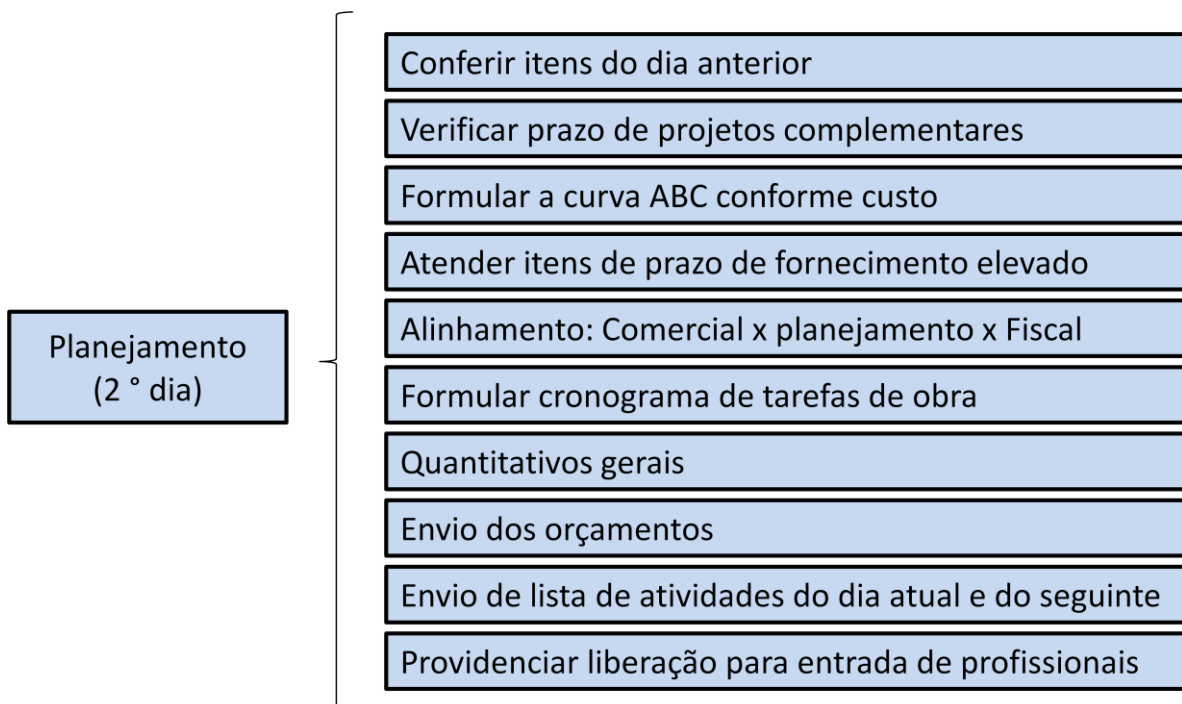 Planejamento
(2 ° dia)
Conferir itens do dia anterior
Verificar prazo de projetos complementares
Formular a curva ABC conforme custo
Atender itens de prazo de fornecimento elevado
Alinhamento: Comercial x planejamento x Fiscal
Formular cronograma de tarefas de obra
Quantitativos gerais
Envio dos orçamentos
Envio de lista de atividades do dia atual e do seguinte
Providenciar liberação para entrada de profissionais